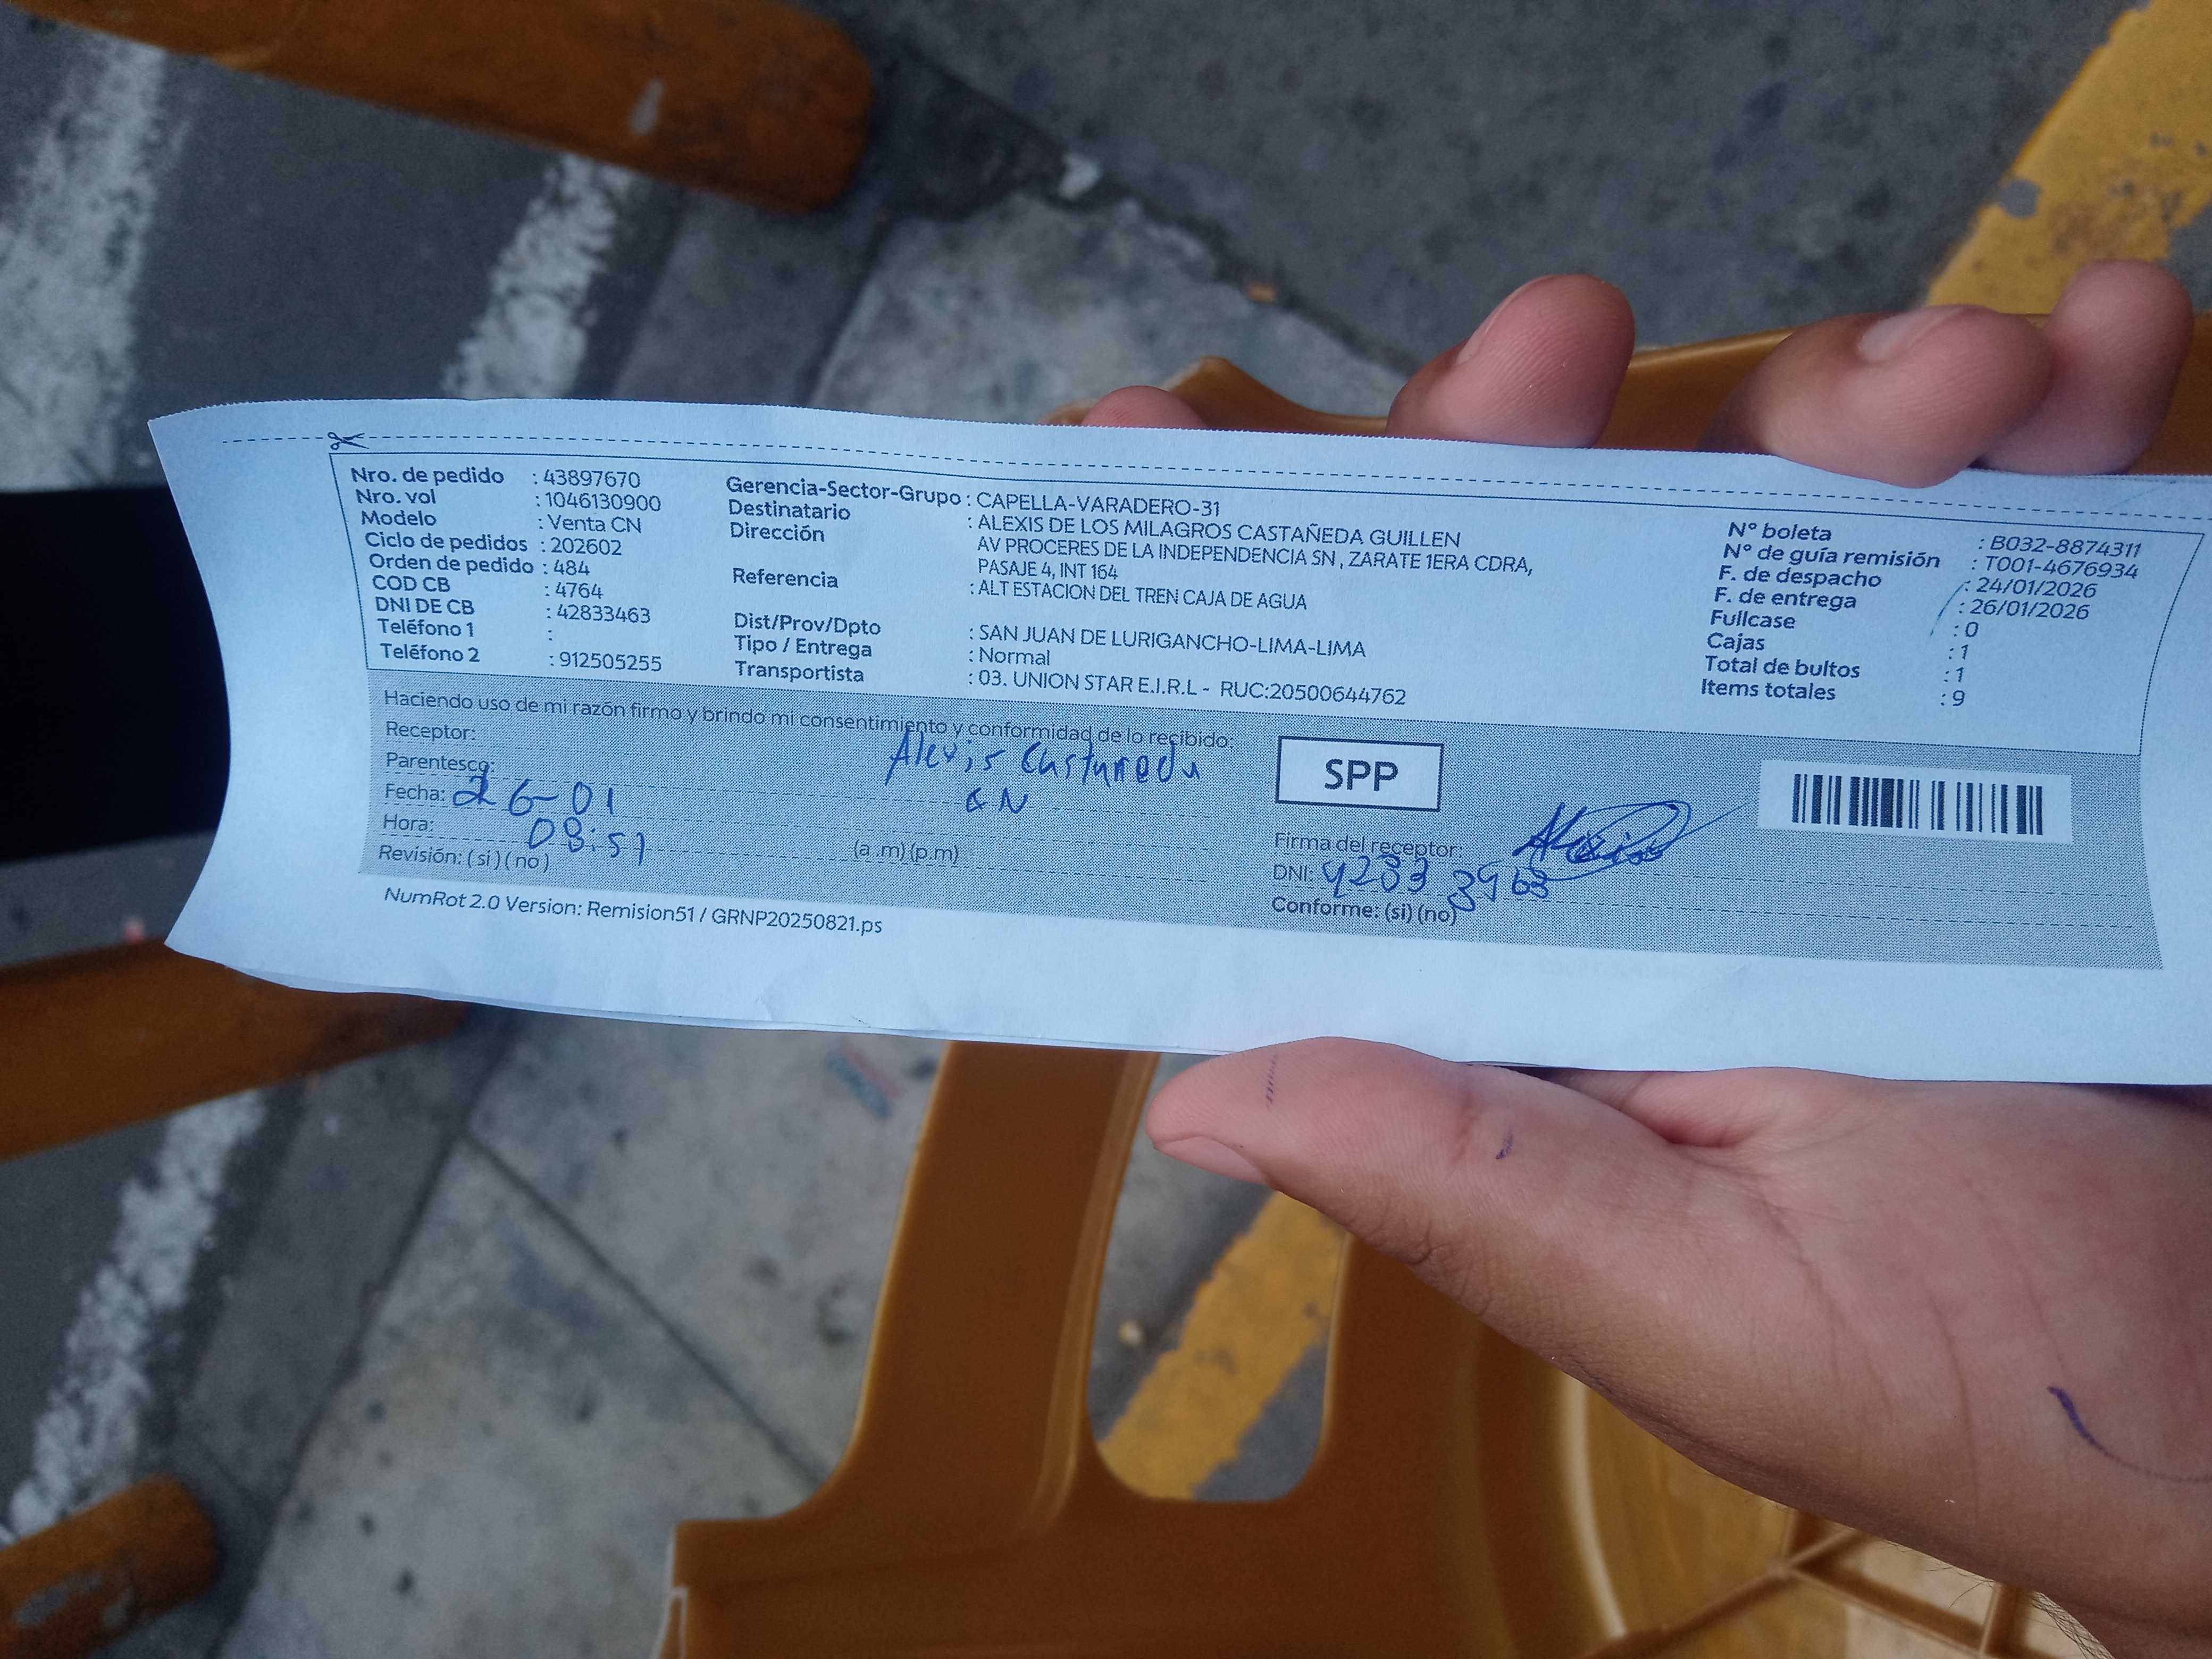 Nro. de pedido : 43897670
Nro. vol : 1046130900
Modelo : Venta CN
Ciclo de pedidos : 202602
Orden de pedido : 484
COD CB : 4764
DNI DE CB : 42833463
Teléfono 1 :
Teléfono 2 : 912505255
Gerencia-Sector-Grupo : CAPELLA-VARADERO-31
Destinatario : ALEXIS DE LOS MILAGROS CASTAÑEDA GUILLEN
Dirección AV PROCERES DE LA INDEPENDENCIA SN , ZARATE 1ERA CDRA,
PASAJE 4, INT 164
Referencia : ALT ESTACION DEL TREN CAJA DE AGUA
Dist/Prov/Dpto : SAN JUAN DE LURIGANCHO-LIMA-LIMA
Tipo / Entrega : Normal
Transportista : 03. UNION STAR E.I.R.L - RUC:20500644762
N° boleta : B032-8874311
N° de guía remisión : T001-4676934
F. de despacho : 24/01/2026
F. de entrega : 26/01/2026
Fullcase : 0
Cajas : 1
Total de bultos : 1
Items totales : 9
Haciendo uso de mi razón firmo y brindo mi consentimiento y conformidad de lo recibido:
Receptor: Alexis Castañeda
Parentesco: CN
Fecha: 26-01
Hora: 08:51 (a .m) (p.m)
Revisión: ( si ) ( no )
SPP
Firma del receptor:
DNI: 4283
Conforme: (si) (no)
NumRot 2.0 Version: Remision51 / GRNP20250821.ps